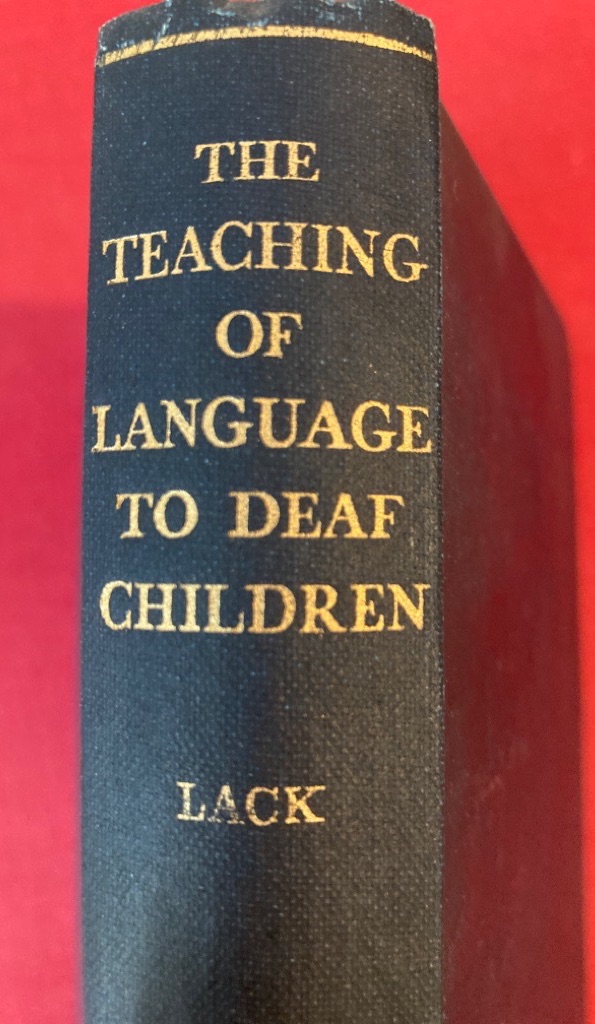 THE
TEACHING
OF
LANGUAGE
TO DEAF
CHILDREN
LACK